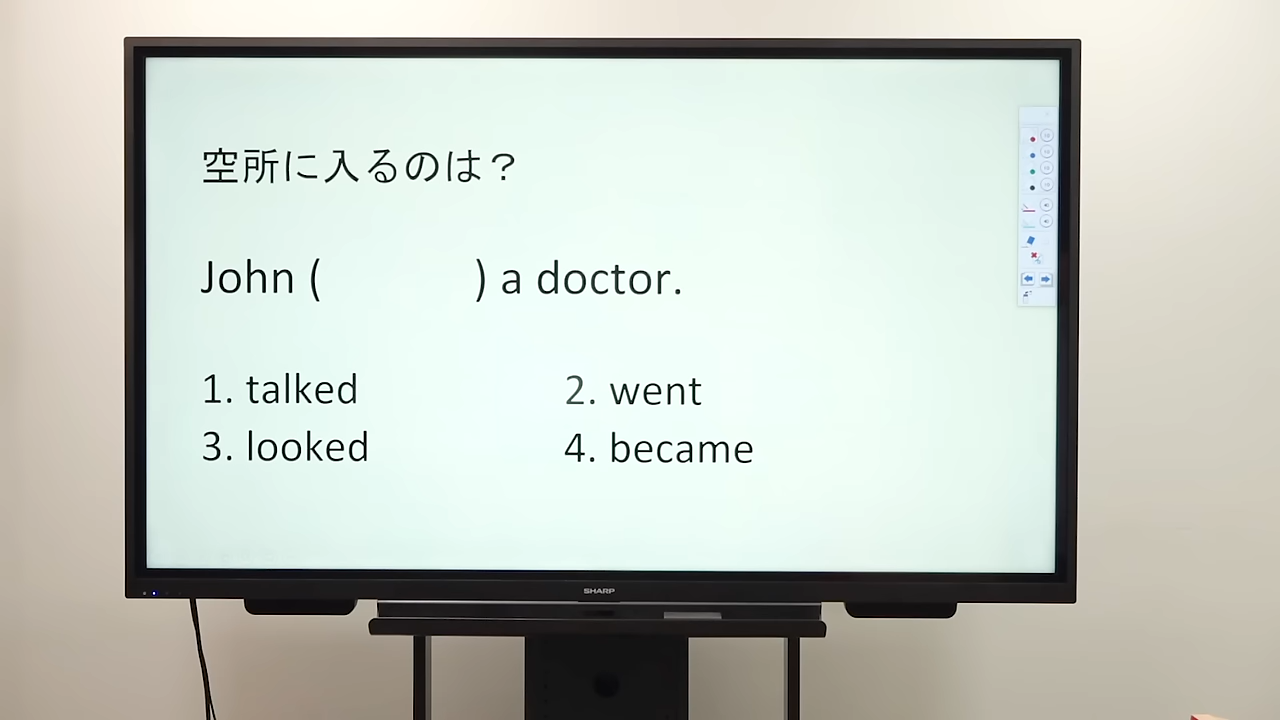 空所に入るのは？
John (             ) a doctor.
1. talked 2. went
3. looked 4. became
SHARP